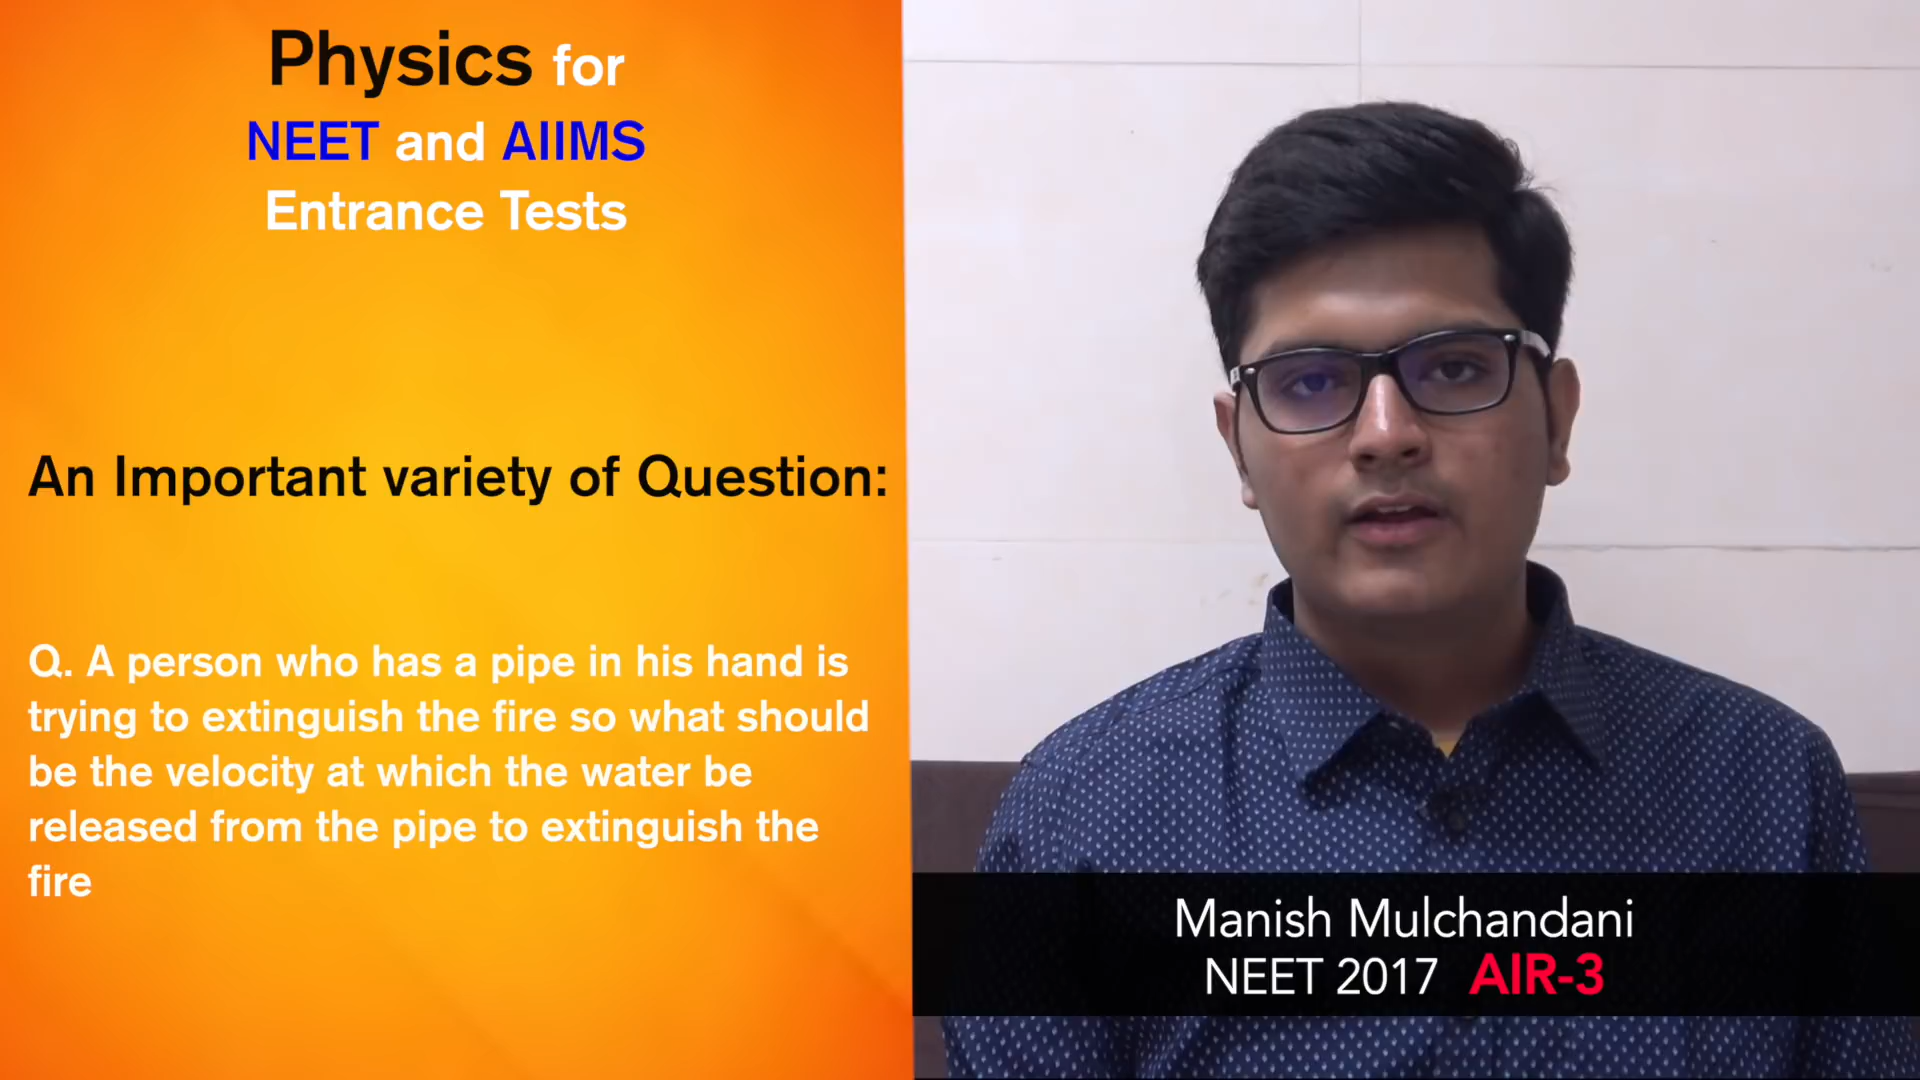 Physics for
NEET and AIIMS
Entrance Tests
An Important variety of Question:
Q. A person who has a pipe in his hand is
trying to extinguish the fire so what should
be the velocity at which the water be
released from the pipe to extinguish the
fire
Manish Mulchandani
NEET 2017 AIR-3